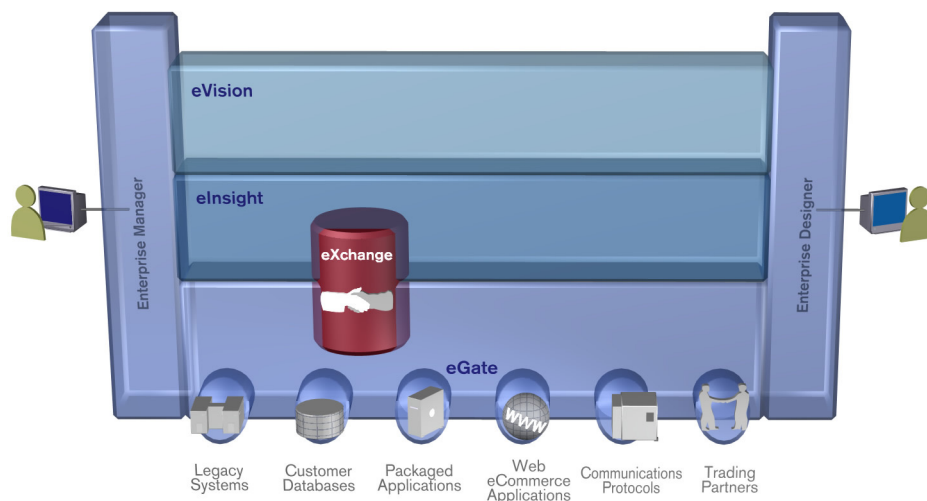 eVision
eInsight
Enterprise Manager
Enterprise Designer
eXchange
eGate
www
Legacy
Systems
Customer
Databases
Packaged
Applications
Web
eCommerce
Applications
Communications
Protocols
Trading
Partners